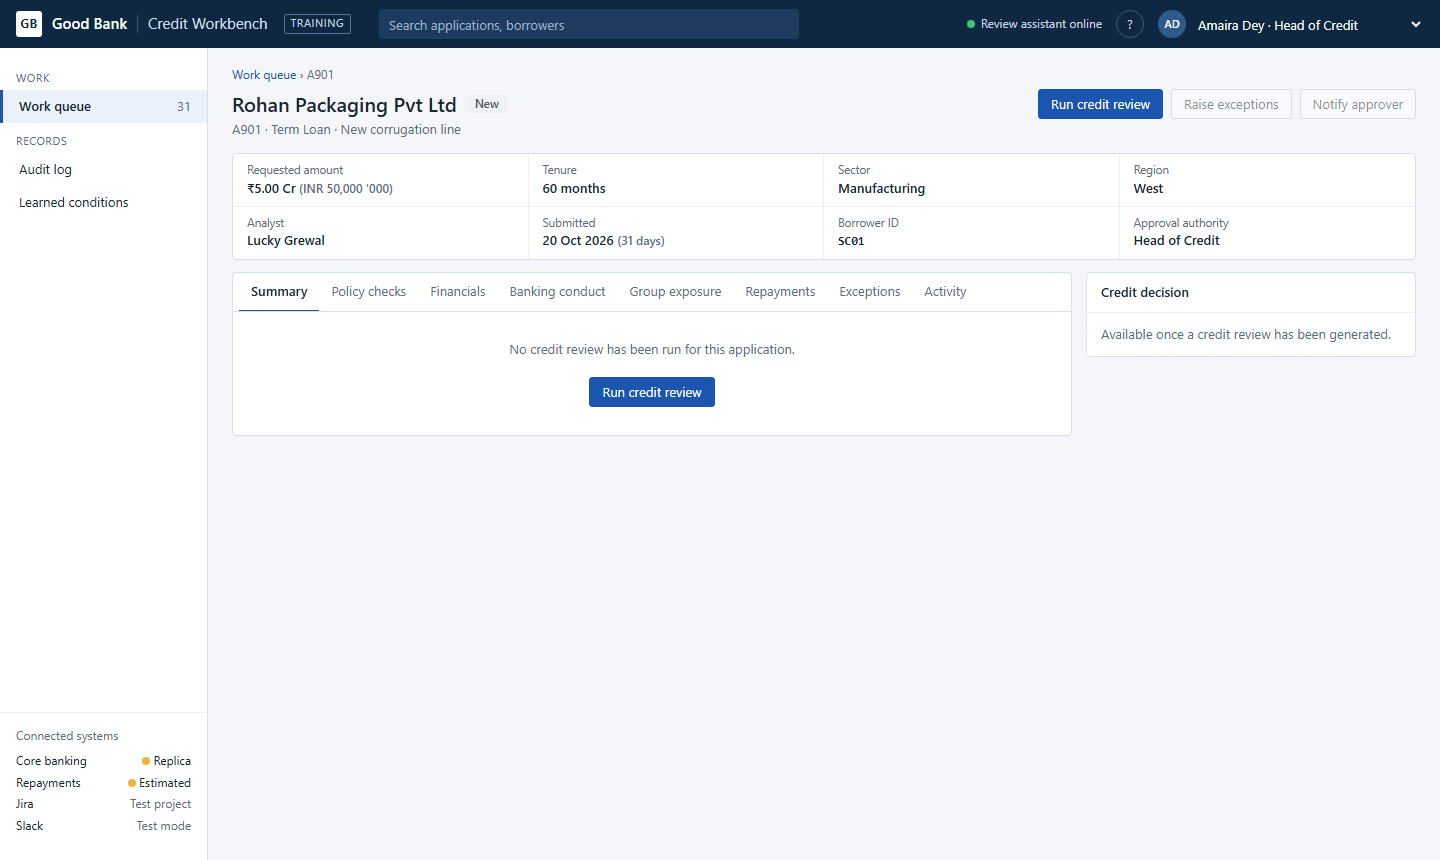 GB Good Bank Credit Workbench TRAINING Search applications, borrowers Review assistant online ? AD Amaira Dey · Head of Credit
WORK
Work queue 31
RECORDS
Audit log
Learned conditions
Work queue › A901
Rohan Packaging Pvt Ltd New
A901 · Term Loan · New corrugation line
Run credit review Raise exceptions Notify approver
Requested amount
₹5.00 Cr (INR 50,000 '000)
Tenure
60 months
Sector
Manufacturing
Region
West
Analyst
Lucky Grewal
Submitted
20 Oct 2026 (31 days)
Borrower ID
SC01
Approval authority
Head of Credit
Summary Policy checks Financials Banking conduct Group exposure Repayments Exceptions Activity
No credit review has been run for this application.
Run credit review
Credit decision
Available once a credit review has been generated.
Connected systems
Core banking Replica
Repayments Estimated
Jira Test project
Slack Test mode